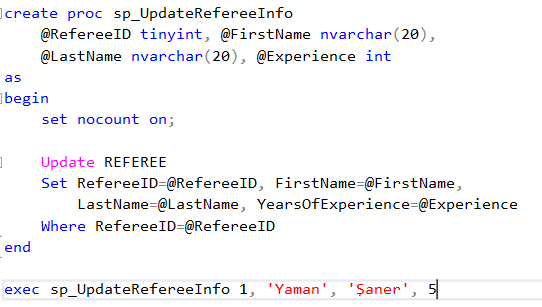 create proc sp_UpdateRefereeInfo
@RefereeID tinyint, @FirstName nvarchar(20),
@LastName nvarchar(20), @Experience int
as
begin
set nocount on;
Update REFEREE
Set RefereeID=@RefereeID, FirstName=@FirstName,
LastName=@LastName, YearsOfExperience=@Experience
Where RefereeID=@RefereeID
end
exec sp_UpdateRefereeInfo 1, 'Yaman', 'Şaner', 5